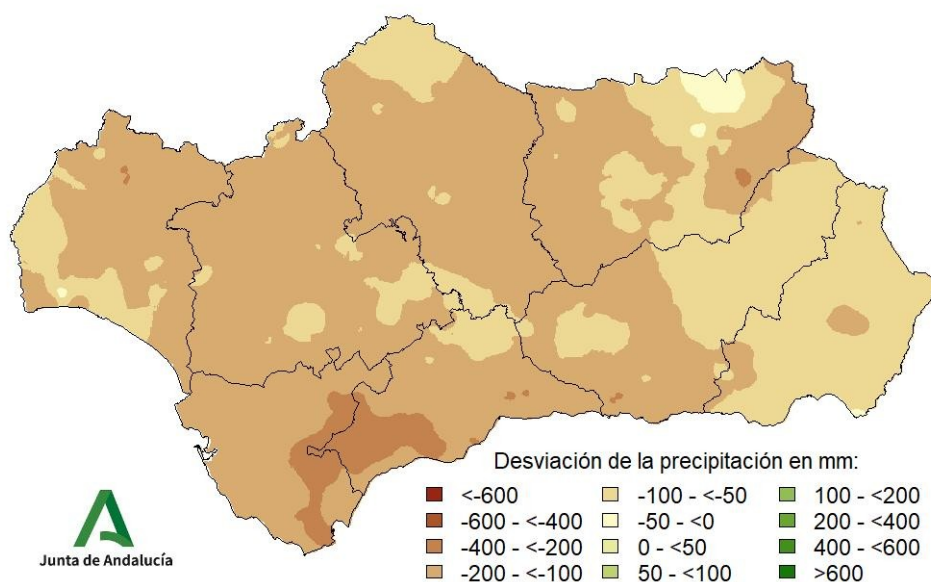 Desviación de la precipitación en mm:
<-600
-600 - <-400
-400 - <-200
-200 - <-100
-100 - <-50
-50 - <0
0 - <50
50 - <100
100 - <200
200 - <400
400 - <600
>600
Junta de Andalucía